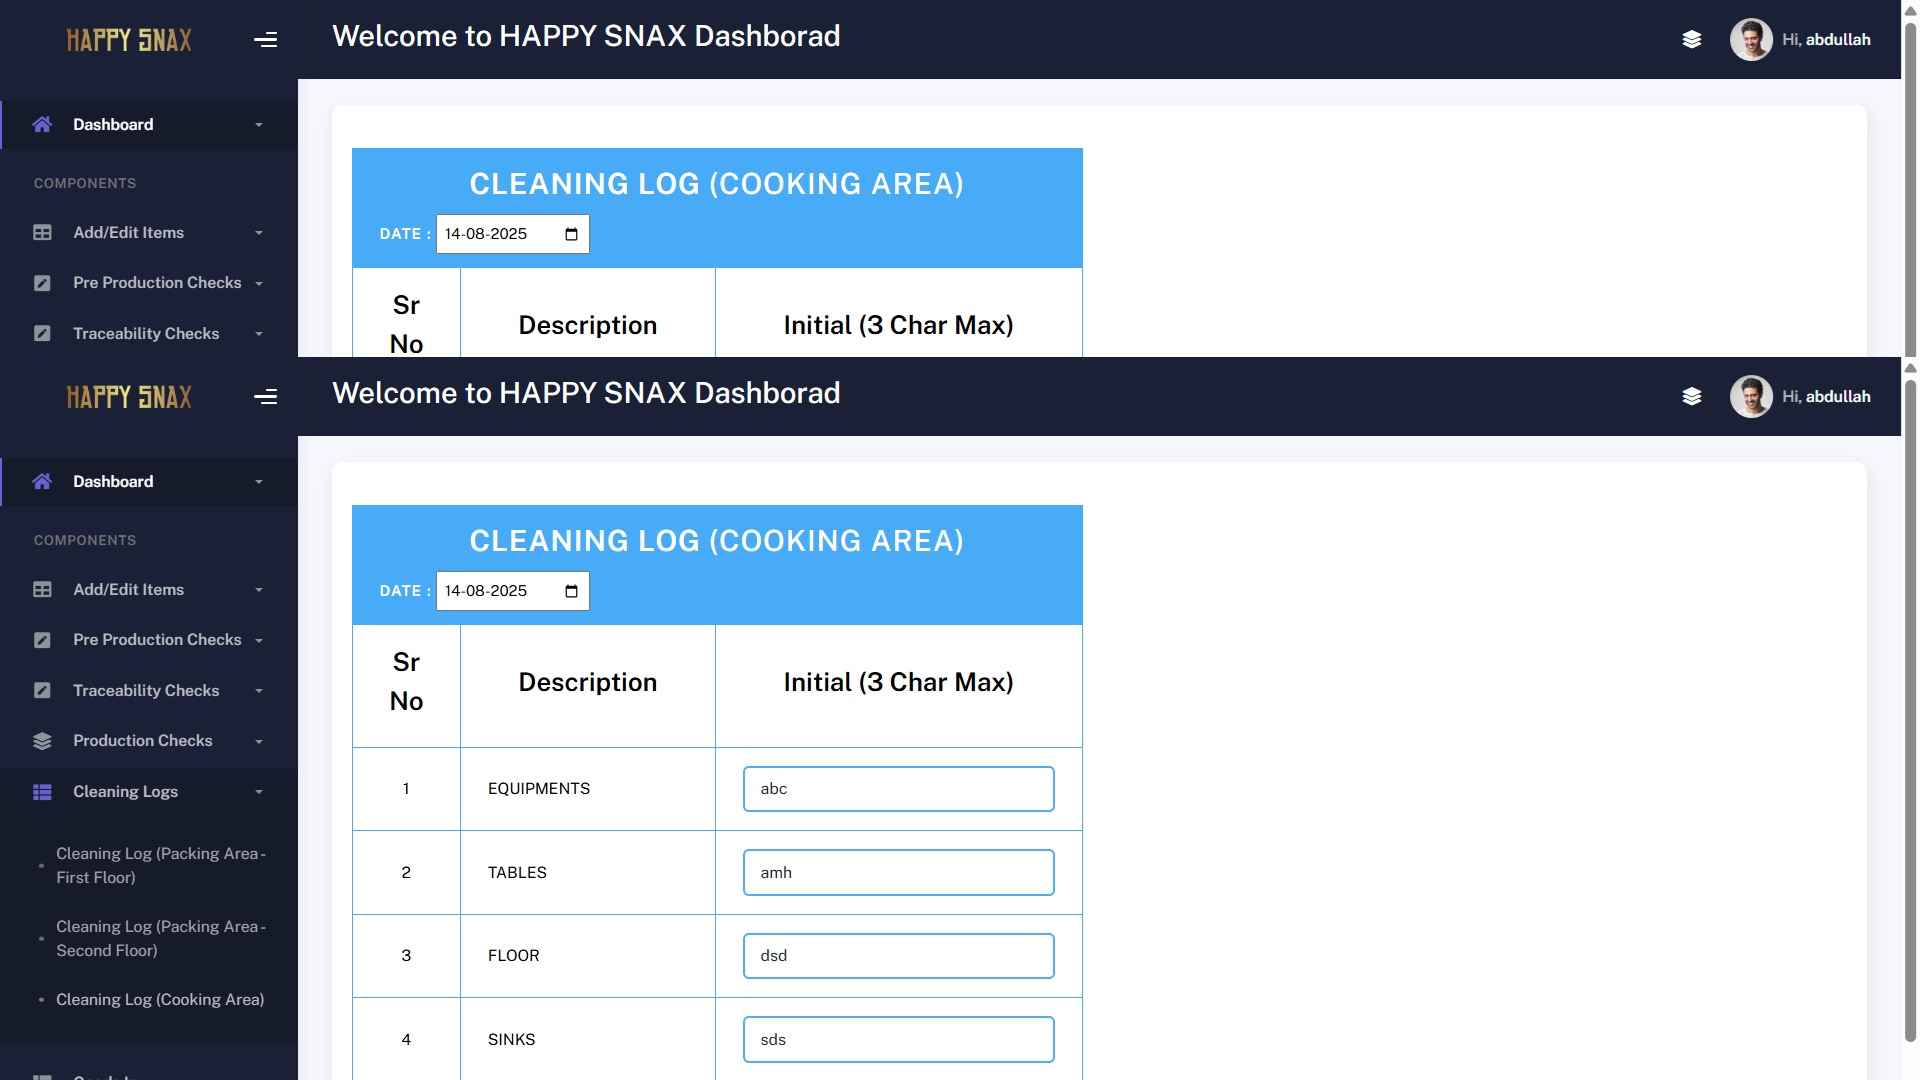 HAPPY SNAX
Welcome to HAPPY SNAX Dashborad
Hi, abdullah
Dashboard
COMPONENTS
Add/Edit Items
Pre Production Checks
Traceability Checks
CLEANING LOG (COOKING AREA)
DATE : 14-08-2025
Sr
No
Description
Initial (3 Char Max)
HAPPY SNAX
Welcome to HAPPY SNAX Dashborad
Hi, abdullah
Dashboard
COMPONENTS
Add/Edit Items
Pre Production Checks
Traceability Checks
Production Checks
Cleaning Logs
Cleaning Log (Packing Area -
First Floor)
Cleaning Log (Packing Area -
Second Floor)
Cleaning Log (Cooking Area)
CLEANING LOG (COOKING AREA)
DATE : 14-08-2025
Sr
No
Description
Initial (3 Char Max)
1 EQUIPMENTS abc
2 TABLES amh
3 FLOOR dsd
4 SINKS sds